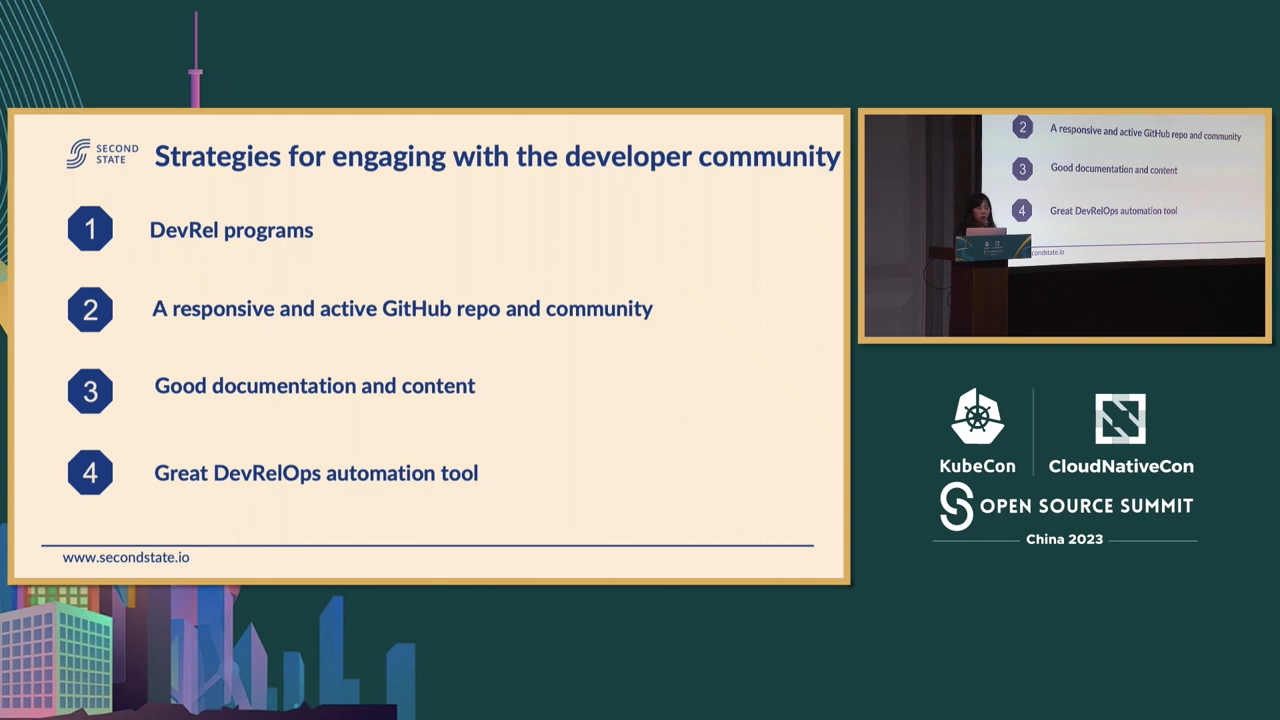 SECOND
STATE
Strategies for engaging with the developer community
1
DevRel programs
2
A responsive and active GitHub repo and community
3
Good documentation and content
4
Great DevRelOps automation tool
www.secondstate.io
2
A responsive and active GitHub repo and community
3
Good documentation and content
4
Great DevRelOps automation tool
condstate.io
KubeCon
CloudNativeCon
OPEN SOURCE SUMMIT
China 2023